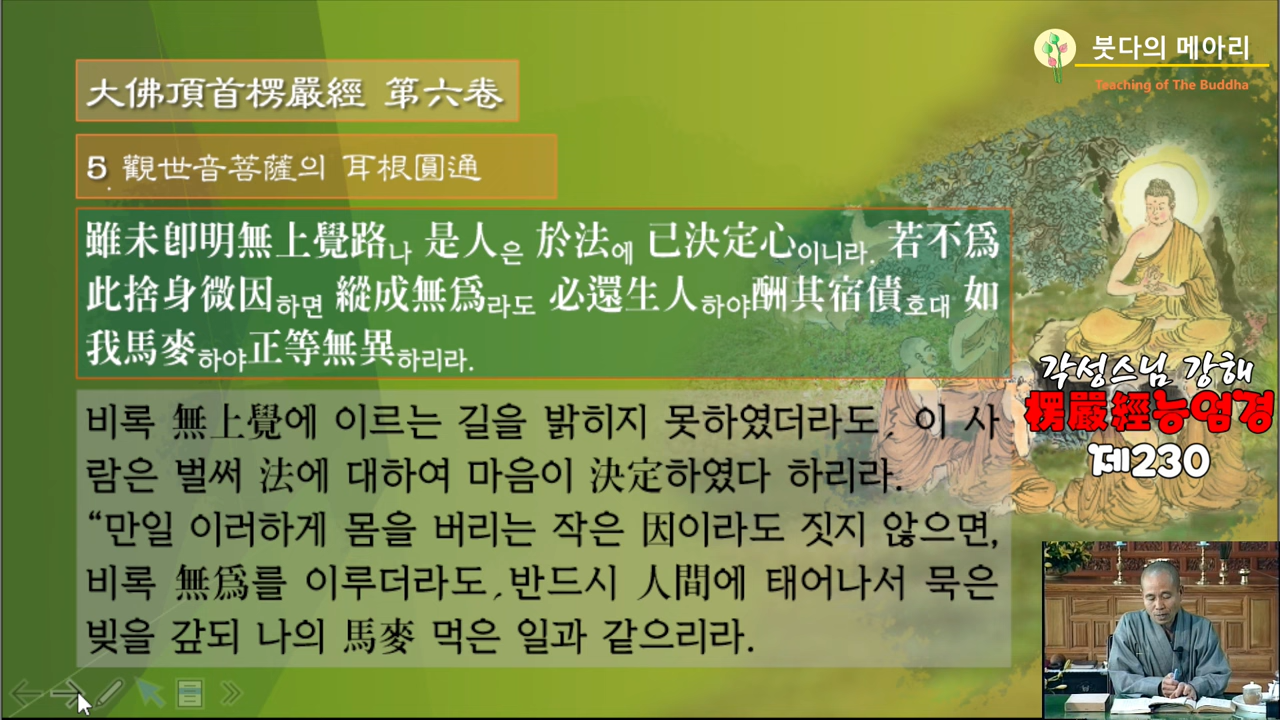 大佛頂首楞嚴經 第六卷
5. 觀世音菩薩의 耳根圓通
雖未卽明無上覺路나 是人은 於法에 已決定心이니라. 若不爲
此捨身微因하면 縱成無爲라도 必還生人하야酬其宿債호대 如
我馬麥하야正等無異하리라.
비록 無上覺에 이르는 길을 밝히지 못하였더라도, 이 사
람은 벌써 法에 대하여 마음이 決定하였다 하리라.
“만일 이러하게 몸을 버리는 작은 因이라도 짓지 않으면,
비록 無爲를 이루더라도,반드시 人間에 태어나서 묵은
빚을 갚되 나의 馬麥 먹은 일과 같으리라.
붓다의 메아리
Teaching of The Buddha
각성스님 강해
楞嚴經능엄경
제230